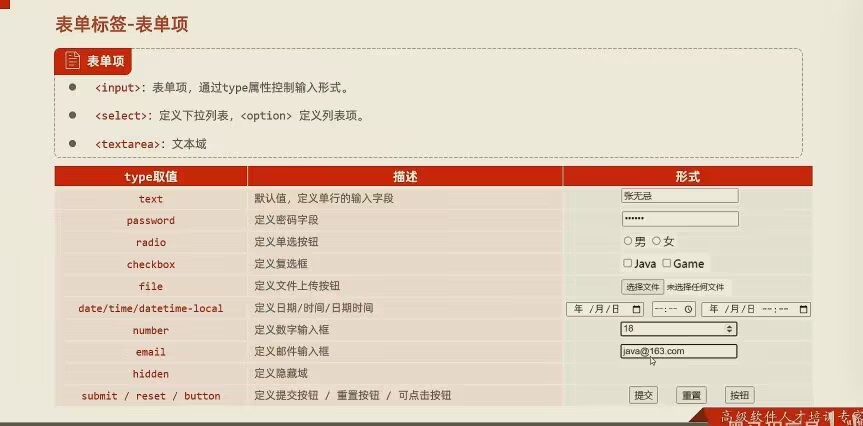 表单标签-表单项
表单项
<input>：表单项，通过type属性控制输入形式。
<select>：定义下拉列表，<option> 定义列表项。
<textarea>：文本域
type取值 描述 形式
text 默认值，定义单行的输入字段 张无忌
password 定义密码字段 ••••••
radio 定义单选按钮 男 女
checkbox 定义复选框 Java Game
file 定义文件上传按钮 选择文件 未选择任何文件
date/time/datetime-local 定义日期/时间/日期时间 年 /月/日 --:-- 年 /月/日 --:--
number 定义数字输入框 18
email 定义邮件输入框 java@163.com
hidden 定义隐藏域
submit / reset / button 定义提交按钮 / 重置按钮 / 可点击按钮 提交 重置 按钮
高级软件人才培训专家